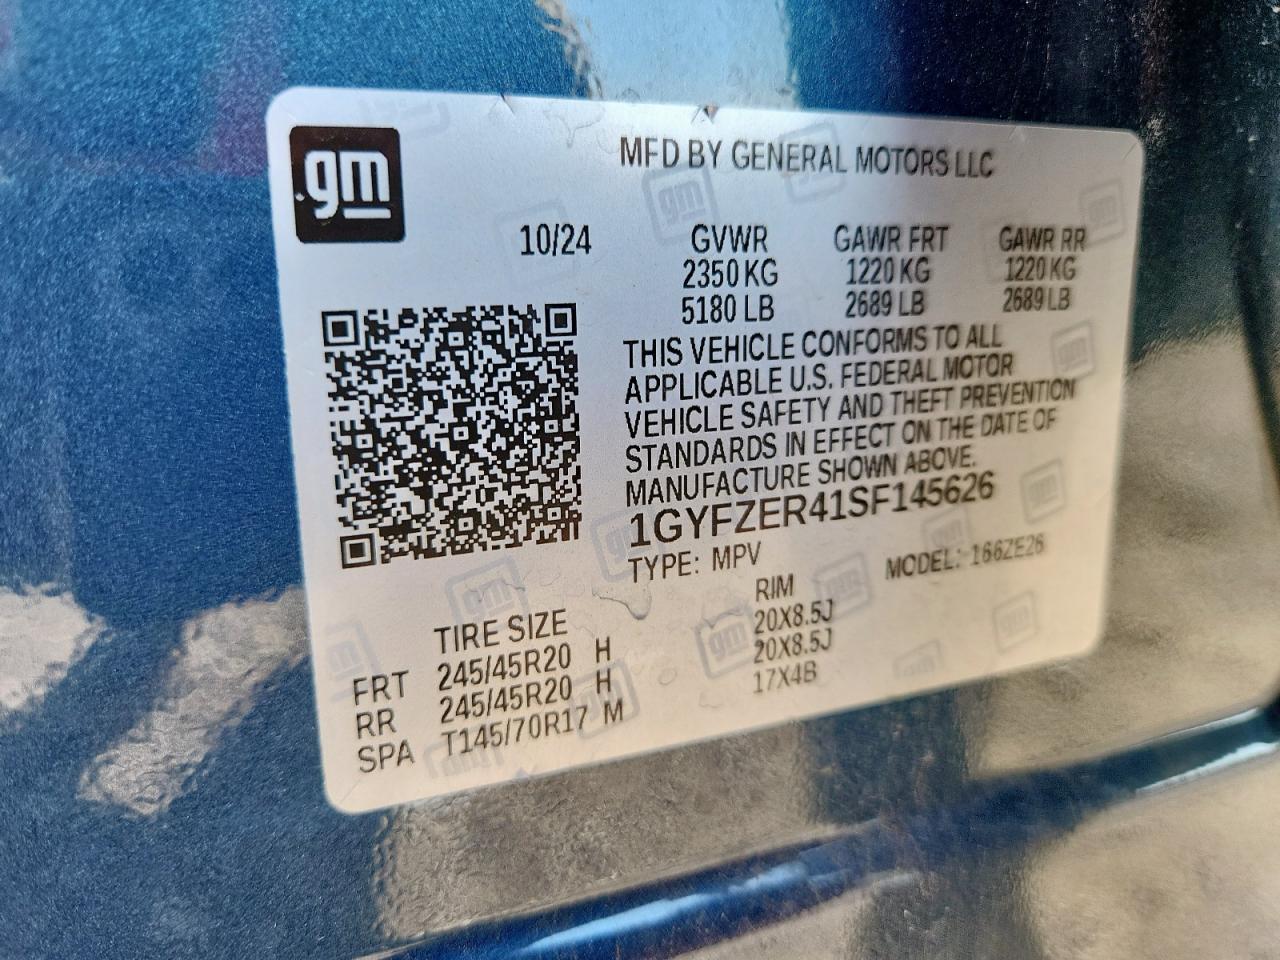 gm
MFD BY GENERAL MOTORS LLC
10/24 GVWR GAWR FRT GAWR RR
2350 KG 1220 KG 1220 KG
5180 LB 2689 LB 2689 LB
THIS VEHICLE CONFORMS TO ALL
APPLICABLE U.S. FEDERAL MOTOR
VEHICLE SAFETY AND THEFT PREVENTION
STANDARDS IN EFFECT ON THE DATE OF
MANUFACTURE SHOWN ABOVE.
1GYFZER41SF145626
TYPE: MPV MODEL: 166ZE26
TIRE SIZE RIM
FRT 245/45R20 H 20X8.5J
RR 245/45R20 H 20X8.5J
SPA T145/70R17 M 17X4B